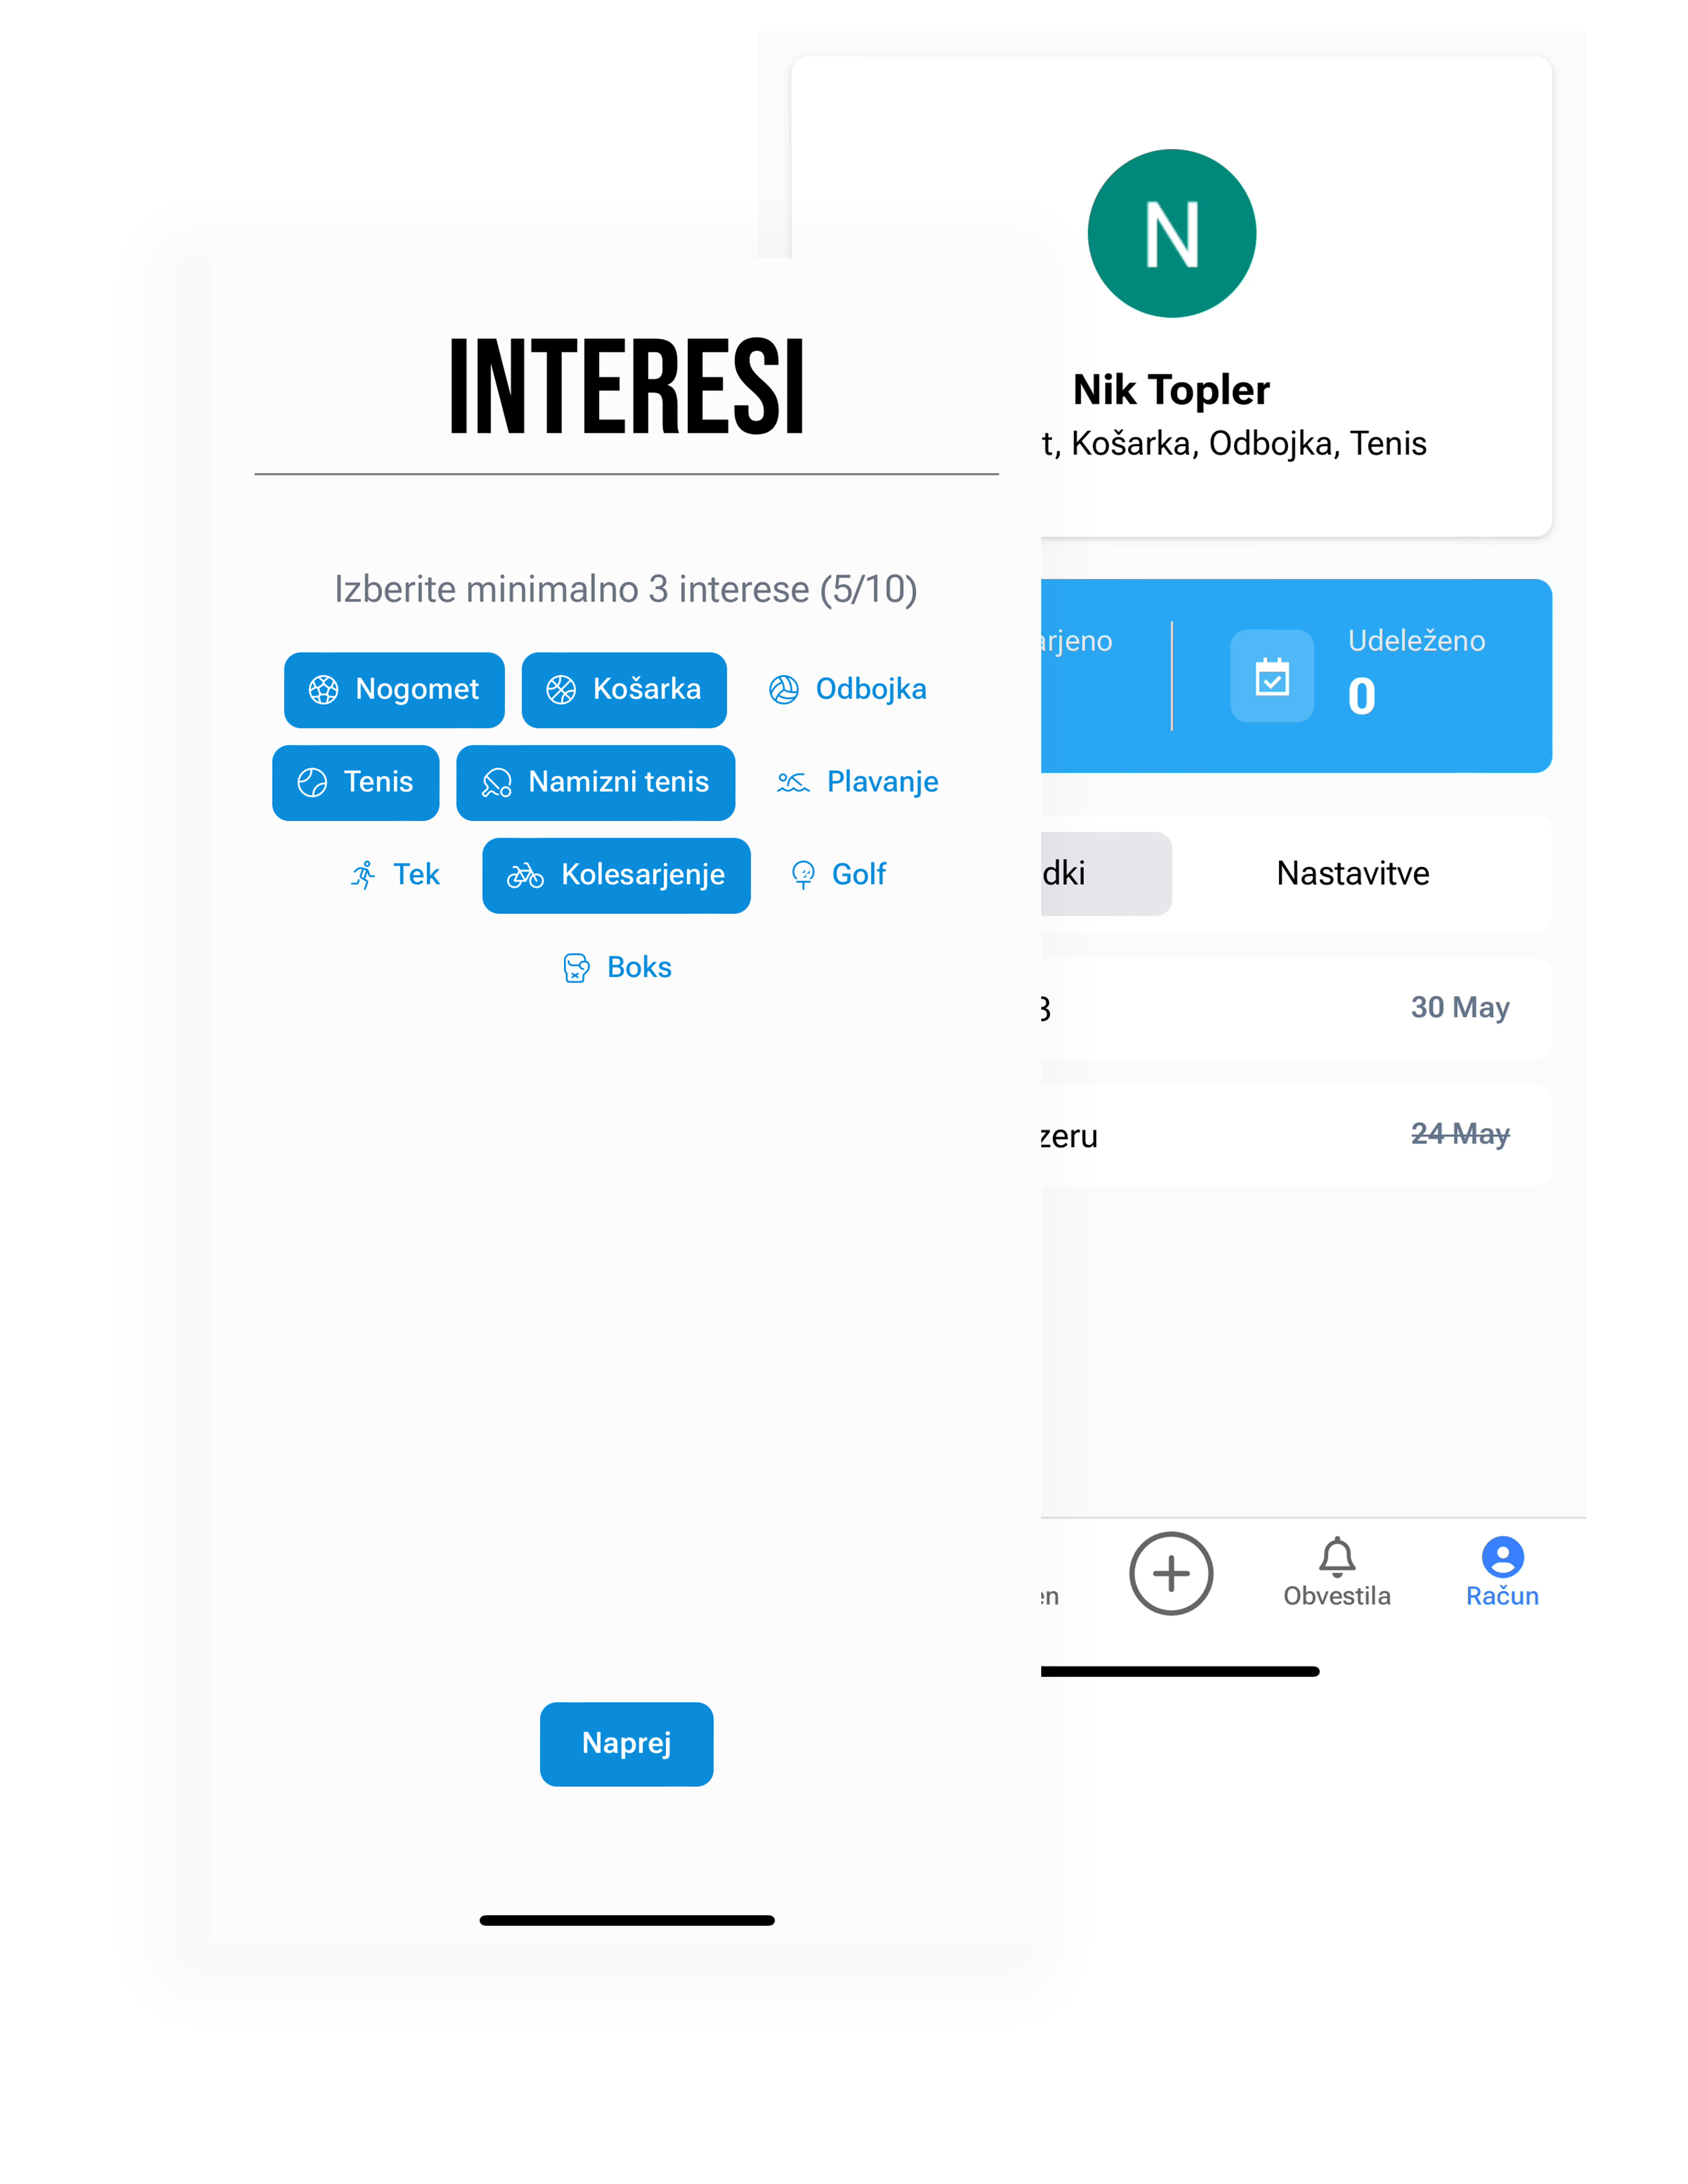 INTERESI
Izberite minimalno 3 interese (5/10)
Nogomet Košarka Odbojka
Tenis Namizni tenis Plavanje
Tek Kolesarjenje Golf
Boks
Naprej
N
Nik Topler
t, Košarka, Odbojka, Tenis
rjeno Udeleženo
0
dki Nastavitve
30 May
zeru 24 May
en Obvestila Račun